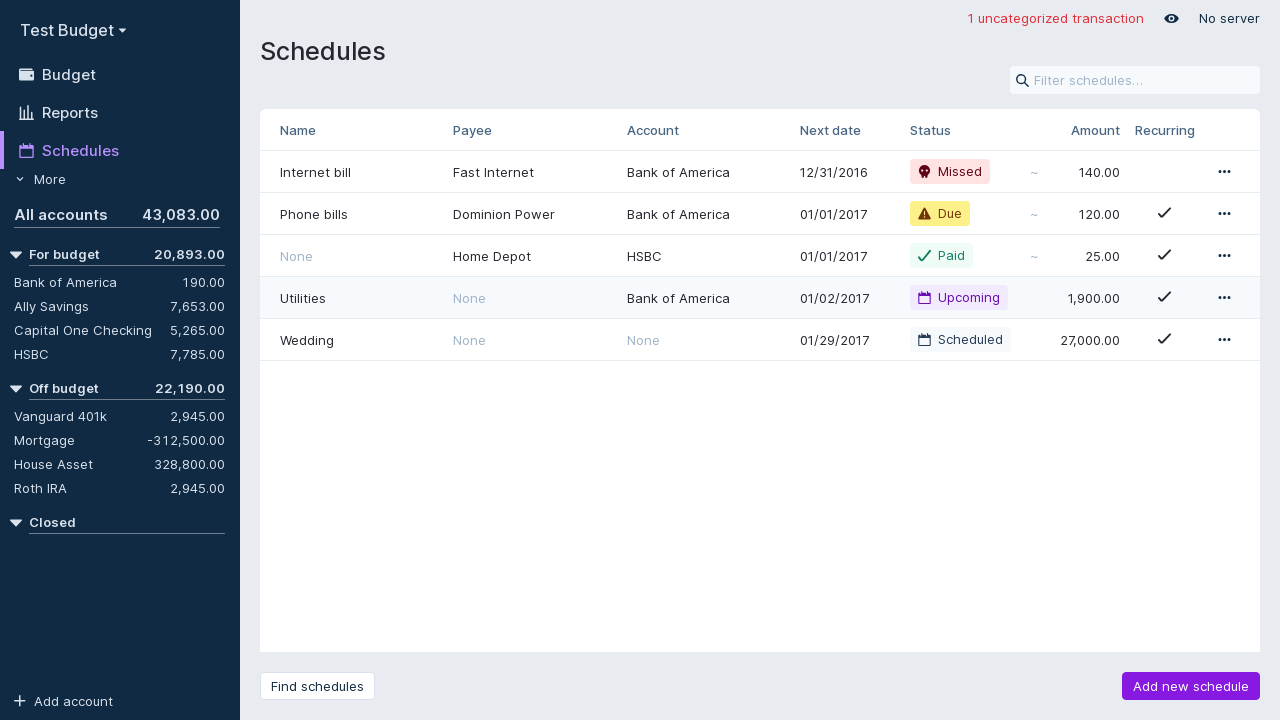 Test Budget
Budget
Reports
Schedules
More
All accounts 43,083.00
For budget 20,893.00
Bank of America 190.00
Ally Savings 7,653.00
Capital One Checking 5,265.00
HSBC 7,785.00
Off budget 22,190.00
Vanguard 401k 2,945.00
Mortgage -312,500.00
House Asset 328,800.00
Roth IRA 2,945.00
Closed
Add account
1 uncategorized transaction No server
Schedules
Filter schedules...
Name Payee Account Next date Status Amount Recurring
Internet bill Fast Internet Bank of America 12/31/2016 Missed ~ 140.00
Phone bills Dominion Power Bank of America 01/01/2017 Due ~ 120.00
None Home Depot HSBC 01/01/2017 Paid ~ 25.00
Utilities None Bank of America 01/02/2017 Upcoming 1,900.00
Wedding None None 01/29/2017 Scheduled 27,000.00
Find schedules Add new schedule